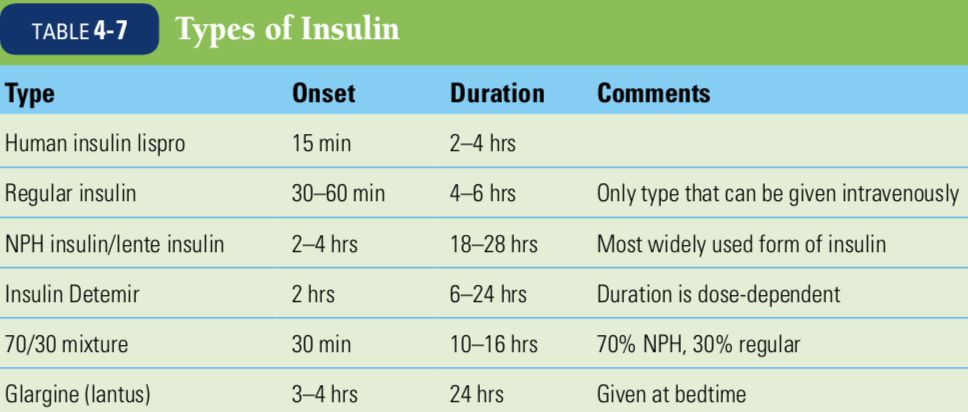 TABLE 4-7 Types of Insulin
Type Onset Duration Comments
Human insulin lispro 15 min 2–4 hrs
Regular insulin 30–60 min 4–6 hrs Only type that can be given intravenously
NPH insulin/lente insulin 2–4 hrs 18–28 hrs Most widely used form of insulin
Insulin Detemir 2 hrs 6–24 hrs Duration is dose-dependent
70/30 mixture 30 min 10–16 hrs 70% NPH, 30% regular
Glargine (lantus) 3–4 hrs 24 hrs Given at bedtime